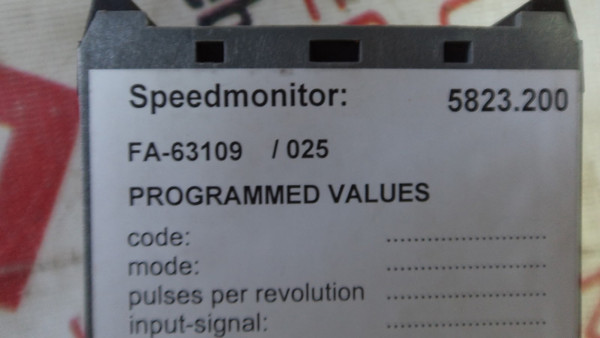 Speedmonitor: 5823.200
FA-63109 / 025
PROGRAMMED VALUES
code: ................................
mode: ................................
pulses per revolution ................................
input-signal: ................................